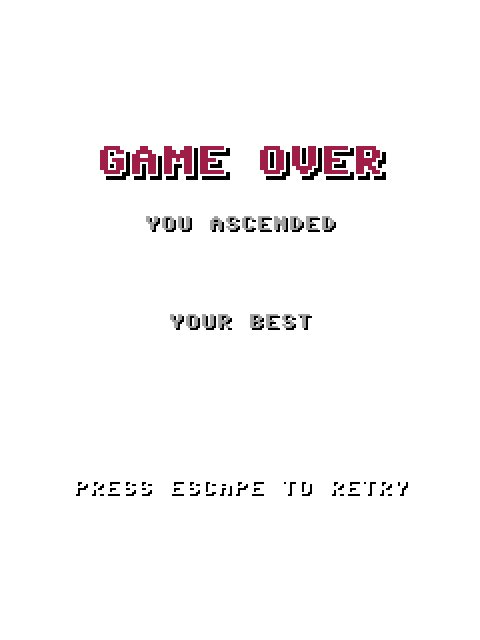 GAME OVER
YOU ASCENDED
YOUR BEST
PRESS ESCAPE TO RETRY